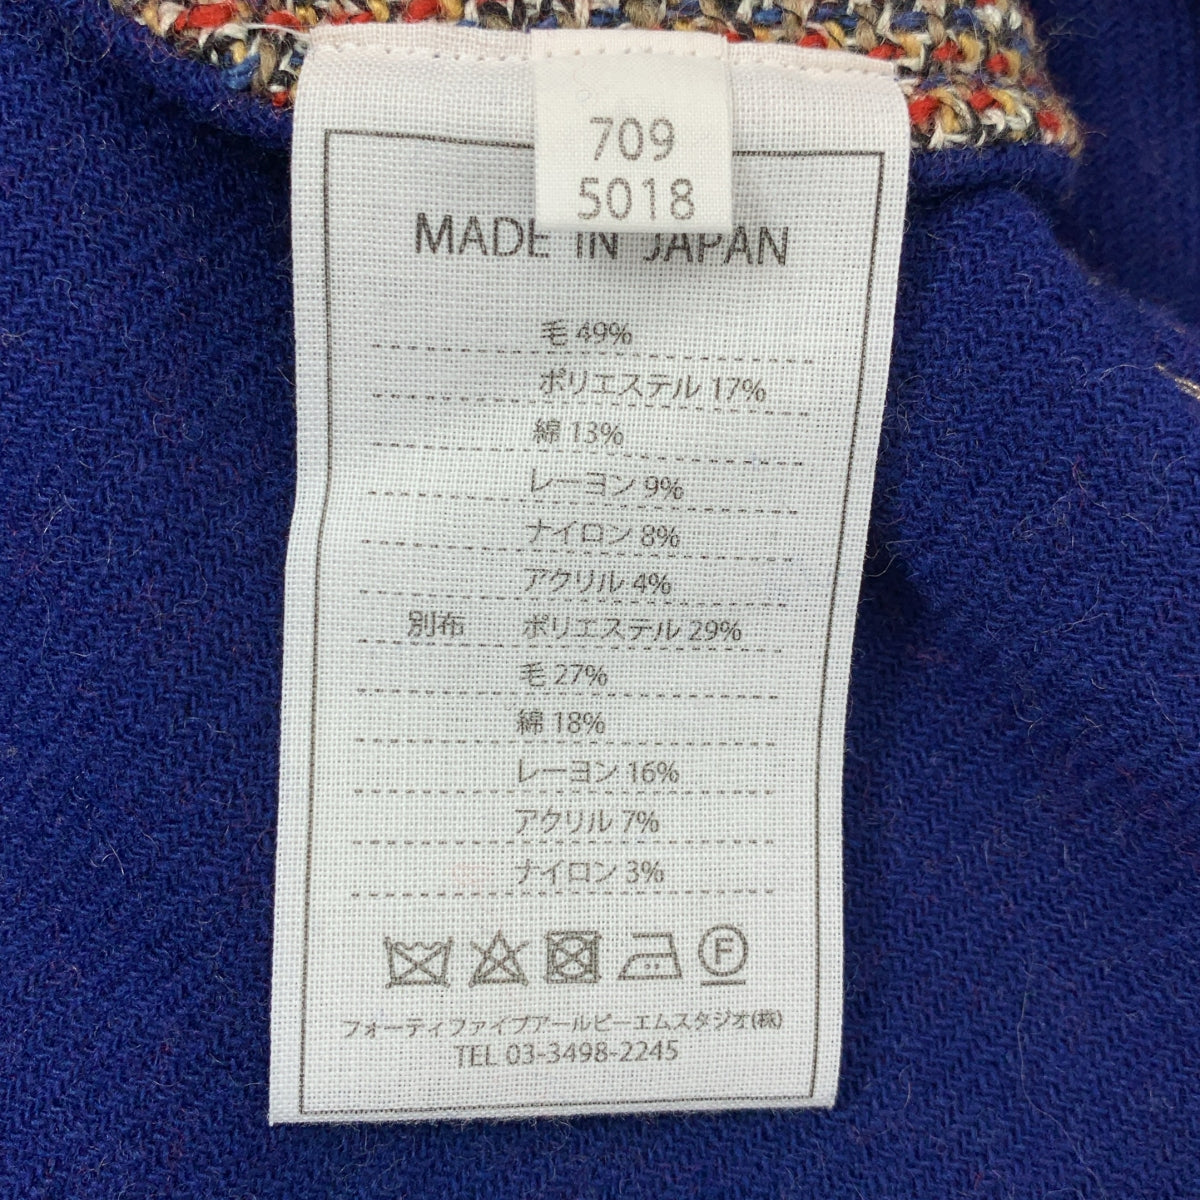 709
5018
MADE IN JAPAN
毛 49%
ポリエステル 17%
綿 13%
レーヨン 9%
ナイロン 8%
アクリル 4%
別布 ポリエステル 29%
毛 27%
綿 18%
レーヨン 16%
アクリル 7%
ナイロン 3%
F
フォーティファイブアールピーエムスタジオ(株)
TEL 03-3498-2245